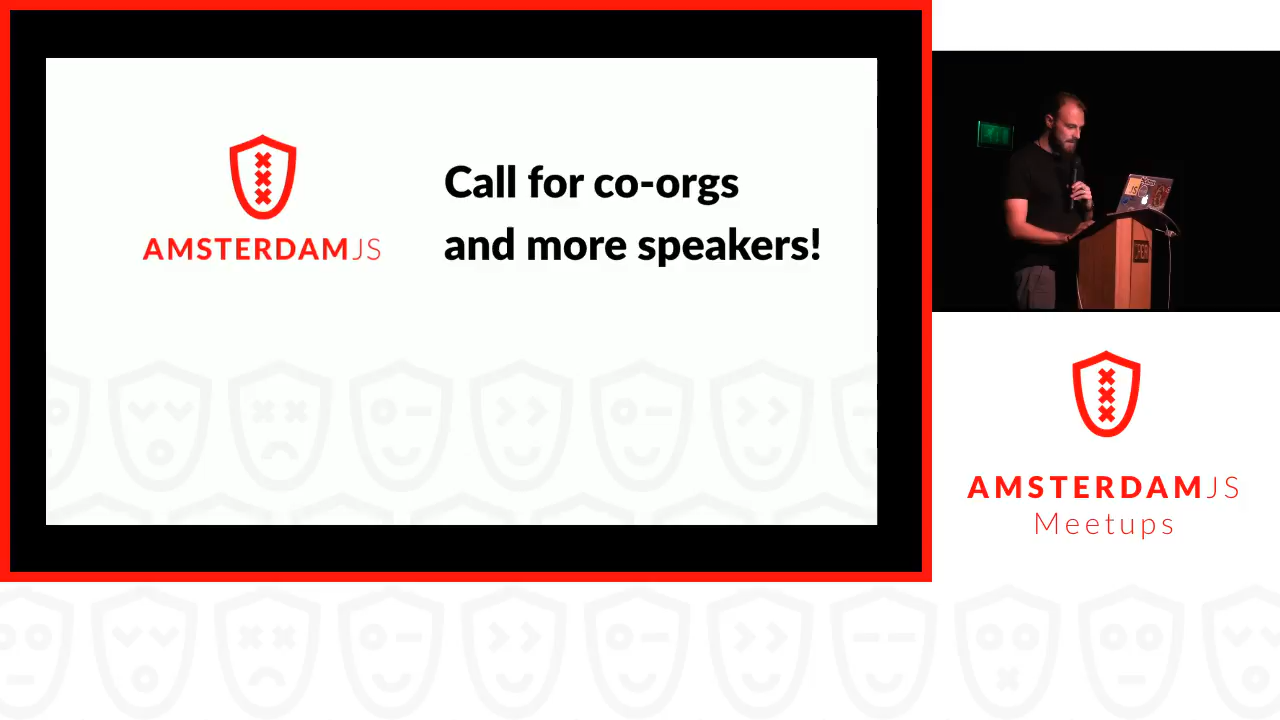 AMSTERDAMJS
Call for co-orgs
and more speakers!
AMSTERDAMJS
Meetups